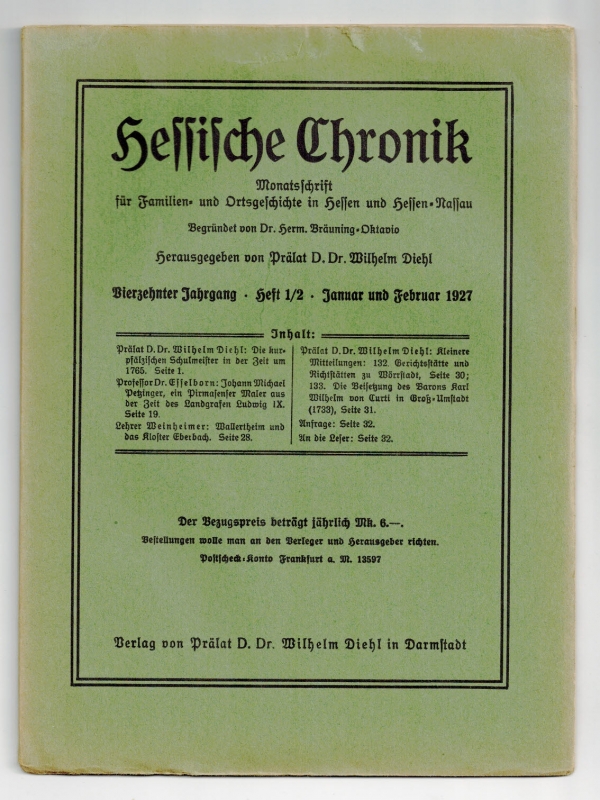 Hessische Chronik
Monatsschrift
für Familien- und Ortsgeschichte in Hessen und Hessen-Nassau
Begründet von Dr. Herm. Bräuning-Oktavio
Herausgegeben von Prälat D. Dr. Wilhelm Diehl
Vierzehnter Jahrgang · Heft 1/2 · Januar und Februar 1927
Inhalt:
Prälat D. Dr. Wilhelm Diehl: Die kur-
pfälzischen Schulmeister in der Zeit um
1765. Seite 1.
Professor Dr. Esselborn: Johann Michael
Petzinger, ein Pirmasenser Maler aus
der Zeit des Landgrafen Ludwig IX.
Seite 19.
Lehrer Weinheimer: Wallertheim und
das Kloster Eberbach. Seite 28.
Prälat D. Dr. Wilhelm Diehl: Kleinere
Mitteilungen: 132. Gerichtsstätte und
Richtstätten zu Wörrstadt, Seite 30;
133. Die Beisetzung des Barons Karl
Wilhelm von Curti in Groß-Umstadt
(1733), Seite 31.
Anfrage: Seite 32.
An die Leser: Seite 32.
Der Bezugspreis beträgt jährlich Mk. 6.—.
Bestellungen wolle man an den Verleger und Herausgeber richten.
Postscheck-Konto Frankfurt a. M. 13597
Verlag von Prälat D. Dr. Wilhelm Diehl in Darmstadt